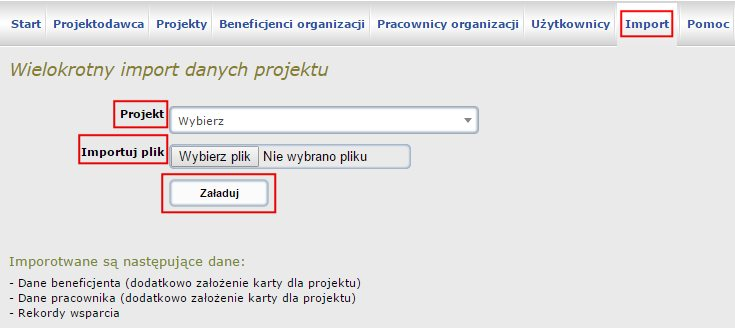 Start Projektodawca Projekty Beneficjenci organizacji Pracownicy organizacji Użytkownicy Import Pomoc
Wielokrotny import danych projektu
Projekt Wybierz
Importuj plik Wybierz plik Nie wybrano pliku
Załaduj
Imporotwane są następujące dane:
- Dane beneficjenta (dodatkowo założenie karty dla projektu)
- Dane pracownika (dodatkowo założenie karty dla projektu)
- Rekordy wsparcia